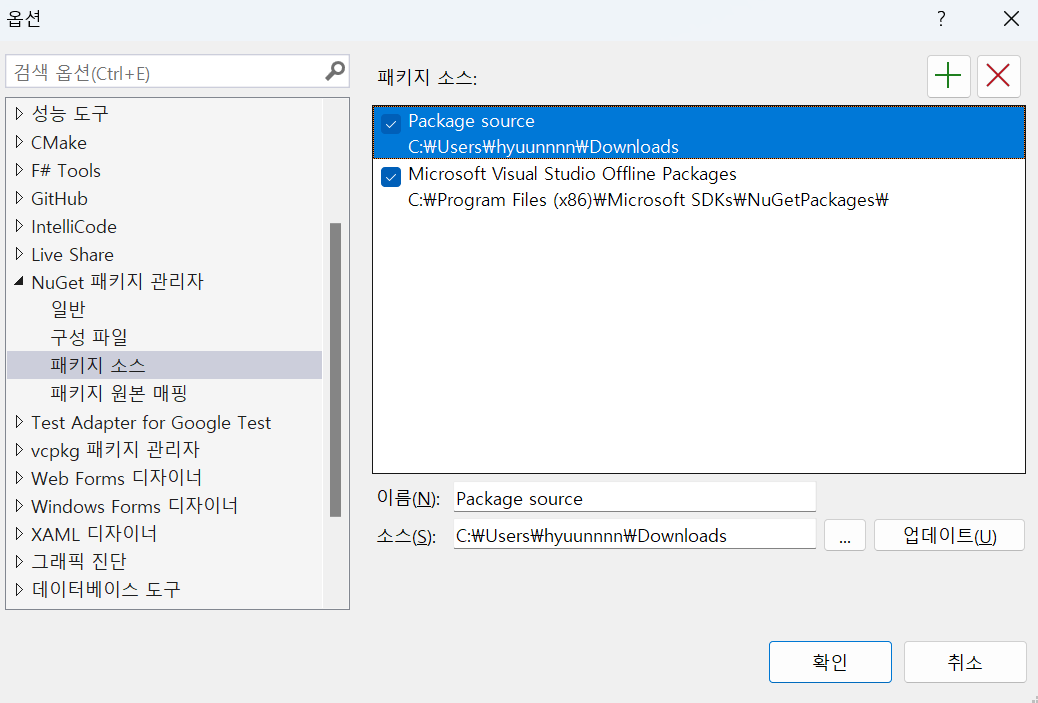 옵션
?
검색 옵션(Ctrl+E)
성능 도구
CMake
F# Tools
GitHub
IntelliCode
Live Share
NuGet 패키지 관리자
일반
구성 파일
패키지 소스
패키지 원본 매핑
Test Adapter for Google Test
vcpkg 패키지 관리자
Web Forms 디자이너
Windows Forms 디자이너
XAML 디자이너
그래픽 진단
데이터베이스 도구
패키지 소스:
Package source
C:₩Users₩hyuunnnn₩Downloads
Microsoft Visual Studio Offline Packages
C:₩Program Files (x86)₩Microsoft SDKs₩NuGetPackages₩
이름(N): Package source
소스(S): C:₩Users₩hyuunnnn₩Downloads ... 업데이트(U)
확인 취소